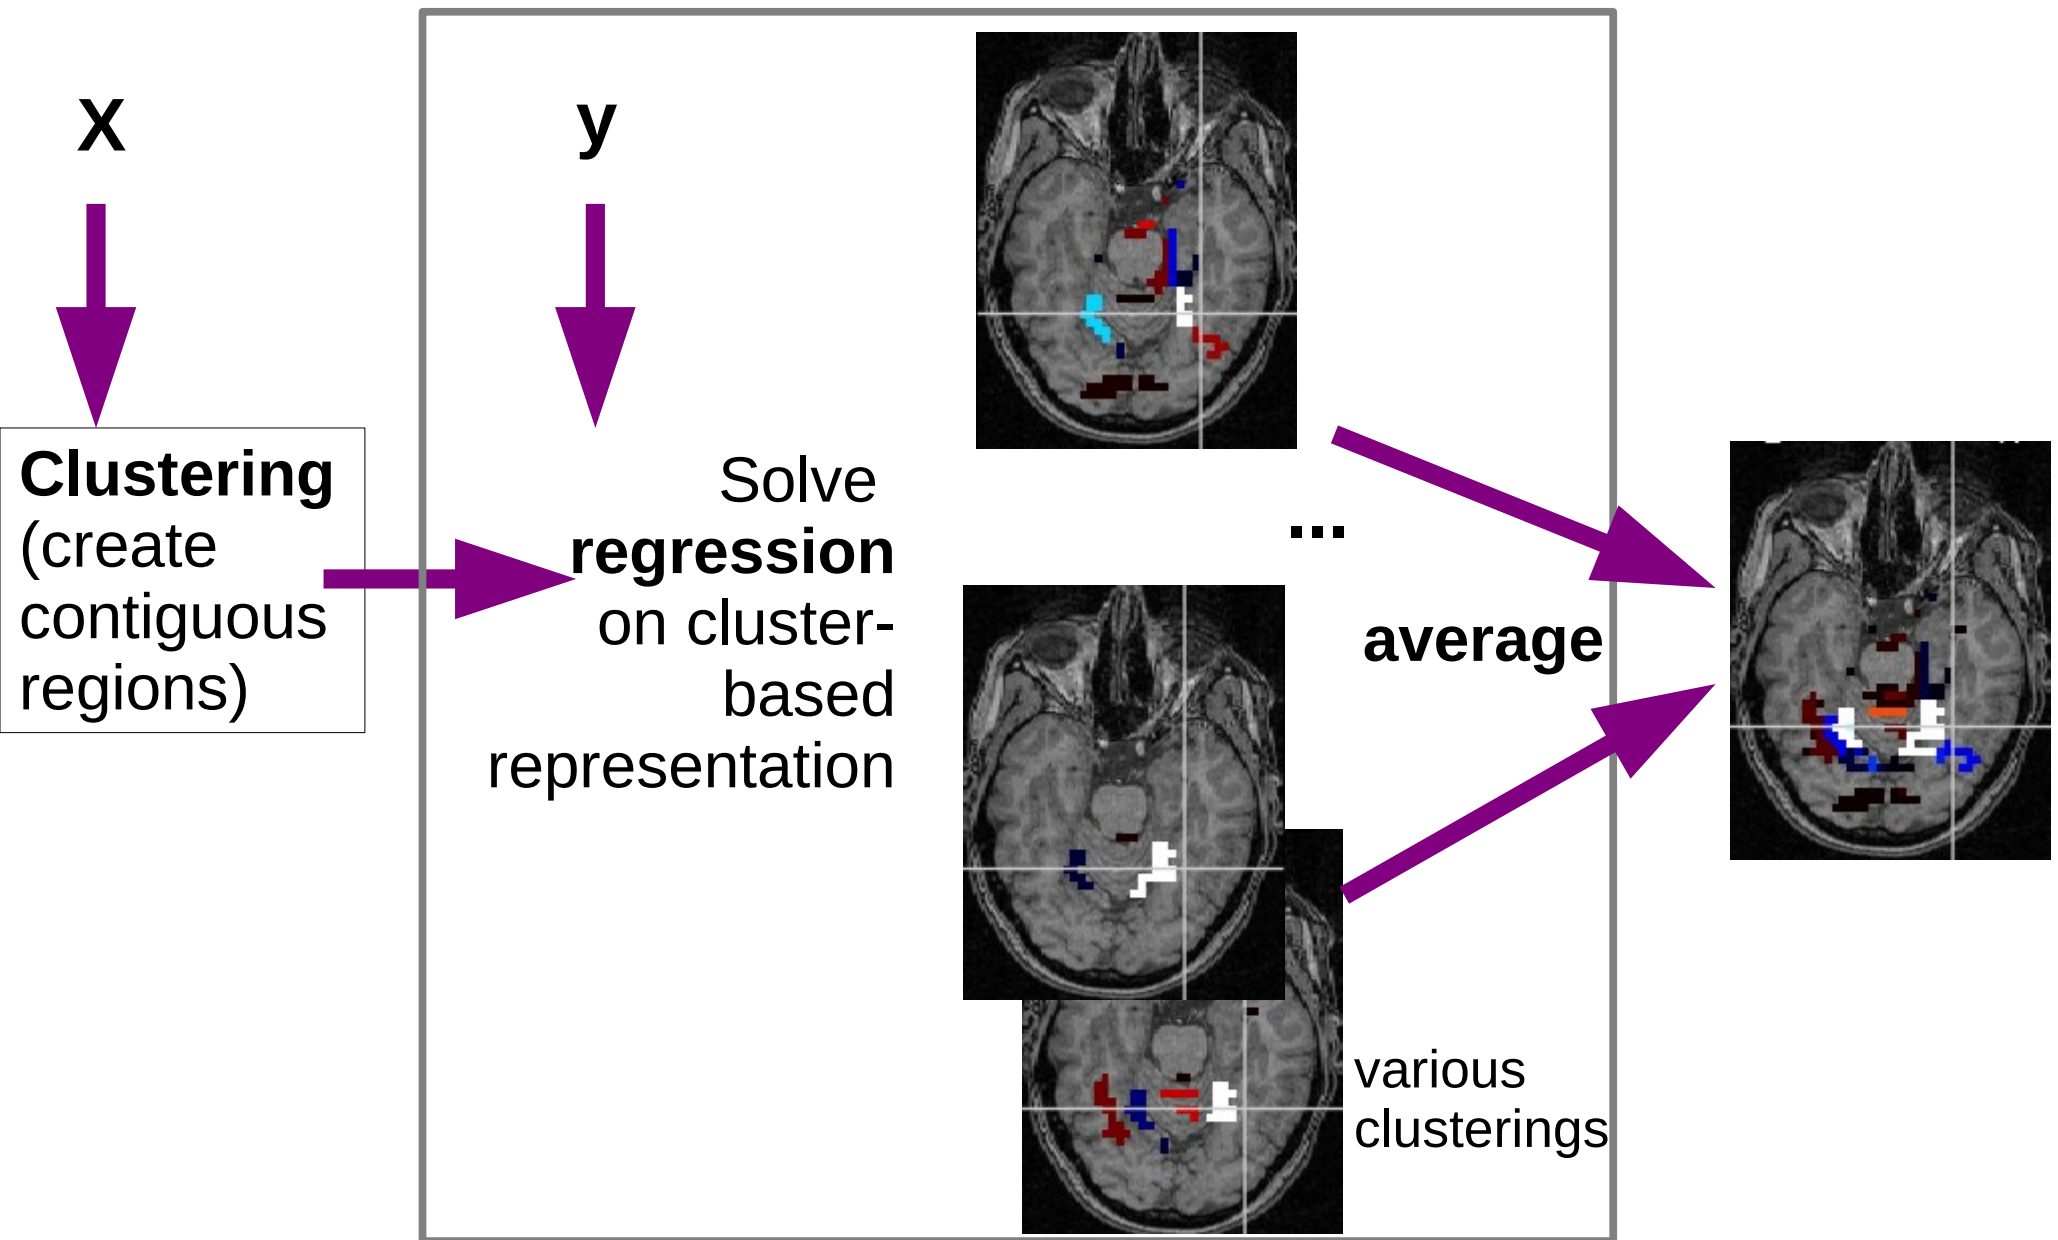 X
y
Clustering
(create
contiguous
regions)
Solve
regression
on cluster-
based
representation
...
average
various
clusterings